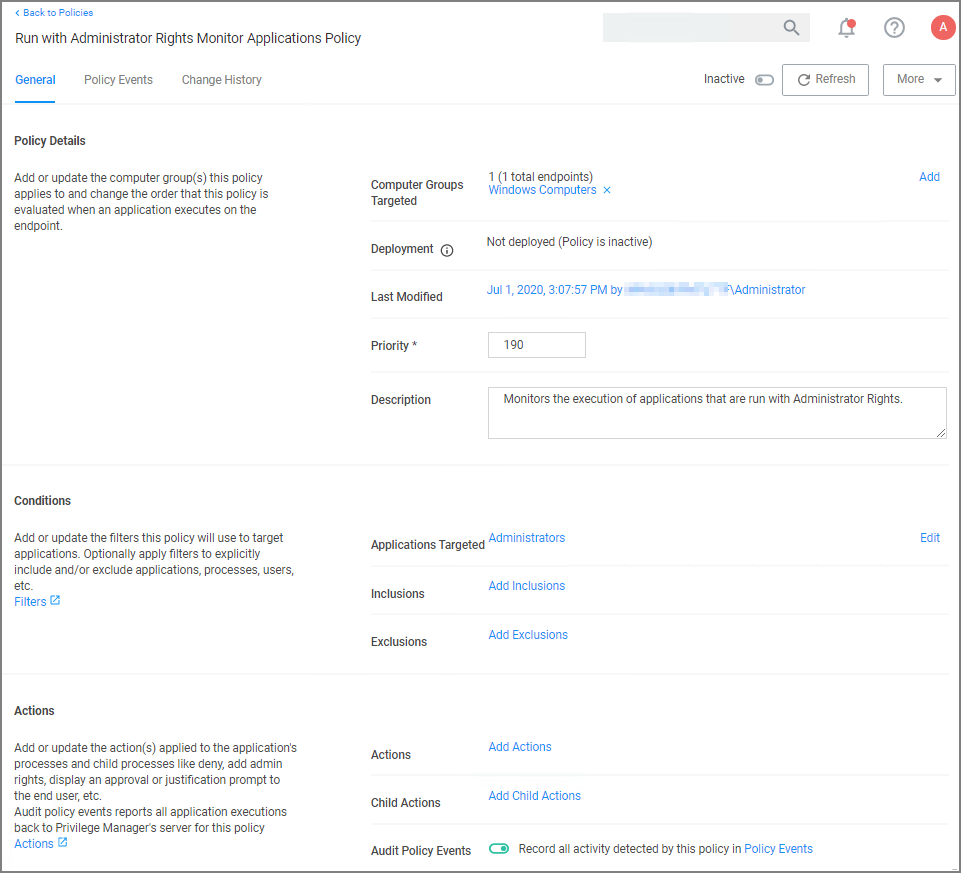 Back to Policies
Run with Administrator Rights Monitor Applications Policy
A
General
Policy Events
Change History
Inactive
Refresh
More
Policy Details
Add or update the computer group(s) this policy
applies to and change the order that this policy is
evaluated when an application executes on the
endpoint.
Computer Groups
Targeted
1 (1 total endpoints)
Windows Computers ×
Add
Deployment
Not deployed (Policy is inactive)
Last Modified
Jul 1, 2020, 3:07:57 PM by \Administrator
Priority *
190
Description
Monitors the execution of applications that are run with Administrator Rights.
Conditions
Add or update the filters this policy will use to target
applications. Optionally apply filters to explicitly
include and/or exclude applications, processes, users,
etc.
Filters
Applications Targeted
Administrators
Edit
Inclusions
Add Inclusions
Exclusions
Add Exclusions
Actions
Add or update the action(s) applied to the application's
processes and child processes like deny, add admin
rights, display an approval or justification prompt to
the end user, etc.
Audit policy events reports all application executions
back to Privilege Manager's server for this policy
Actions
Actions
Add Actions
Child Actions
Add Child Actions
Audit Policy Events
Record all activity detected by this policy in Policy Events